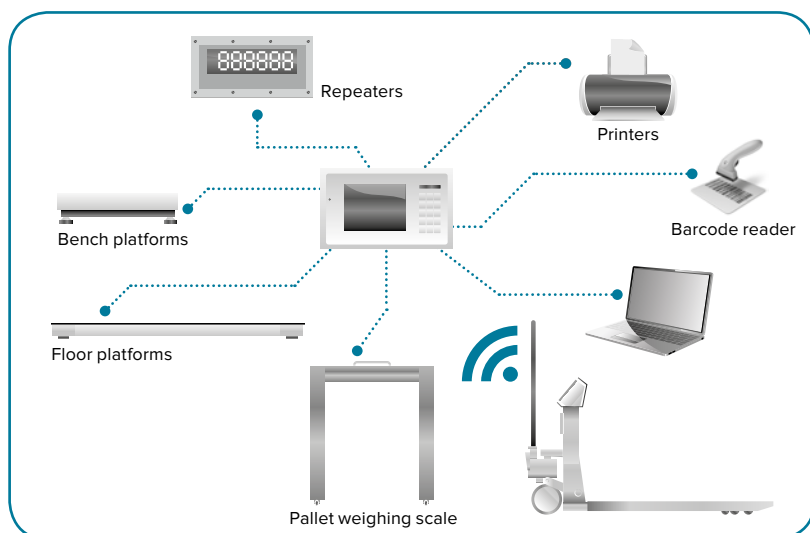 888888
Repeaters
Printers
Bench platforms
Barcode reader
Floor platforms
Pallet weighing scale